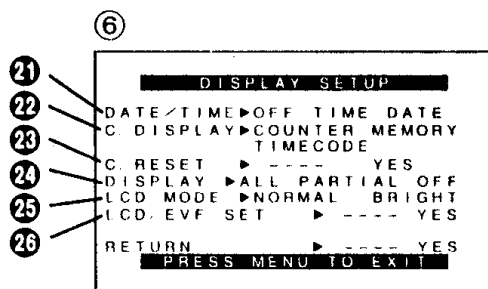 ⑥
DISPLAY SETUP
㉑ DATE/TIME▶OFF TIME DATE
㉒ C. DISPLAY▶COUNTER MEMORY
TIMECODE
㉓ C. RESET ▶ ---- YES
㉔ DISPLAY ▶ALL PARTIAL OFF
㉕ LCD MODE ▶NORMAL BRIGHT
㉖ LCD/EVF SET ▶ ---- YES
RETURN ▶ ---- YES
PRESS MENU TO EXIT